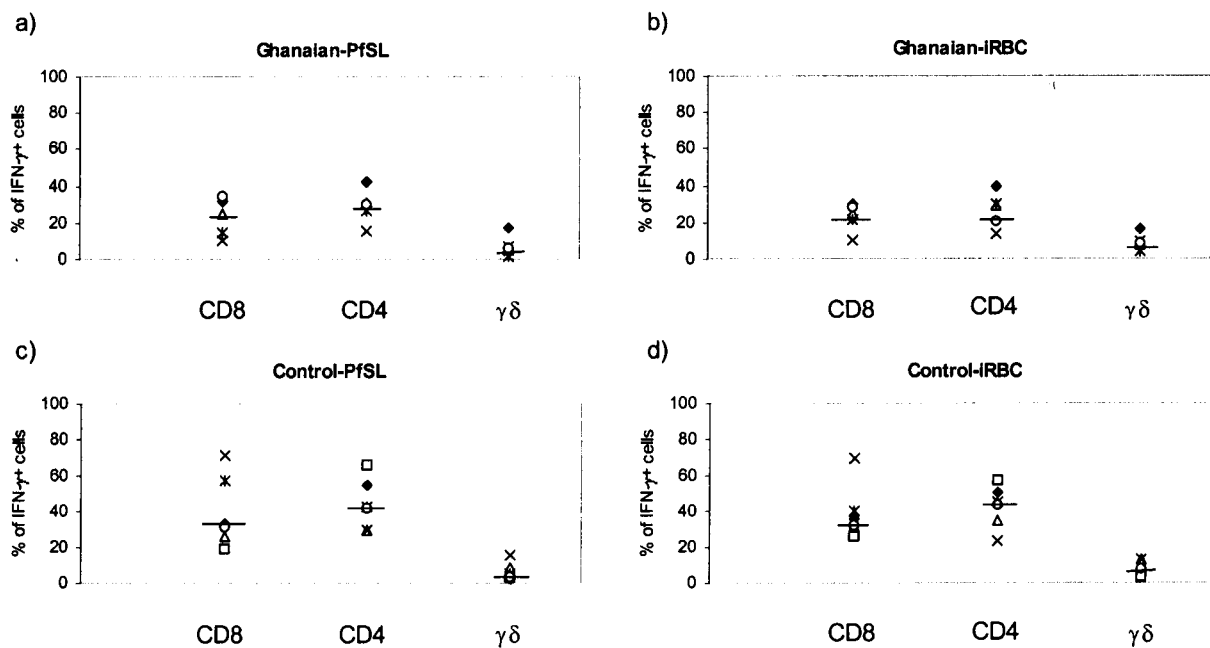 a)
Ghanaian-PfSL
% of IFN-γ+ cells
100
80
60
40
20
0
CD8 CD4 γδ
b)
Ghanaian-iRBC
% of IFN-γ+ cells
100
80
60
40
20
0
CD8 CD4 γδ
c)
Control-PfSL
% of IFN-γ+ cells
100
80
60
40
20
0
CD8 CD4 γδ
d)
Control-iRBC
% of IFN-γ+ cells
100
80
60
40
20
0
CD8 CD4 γδ